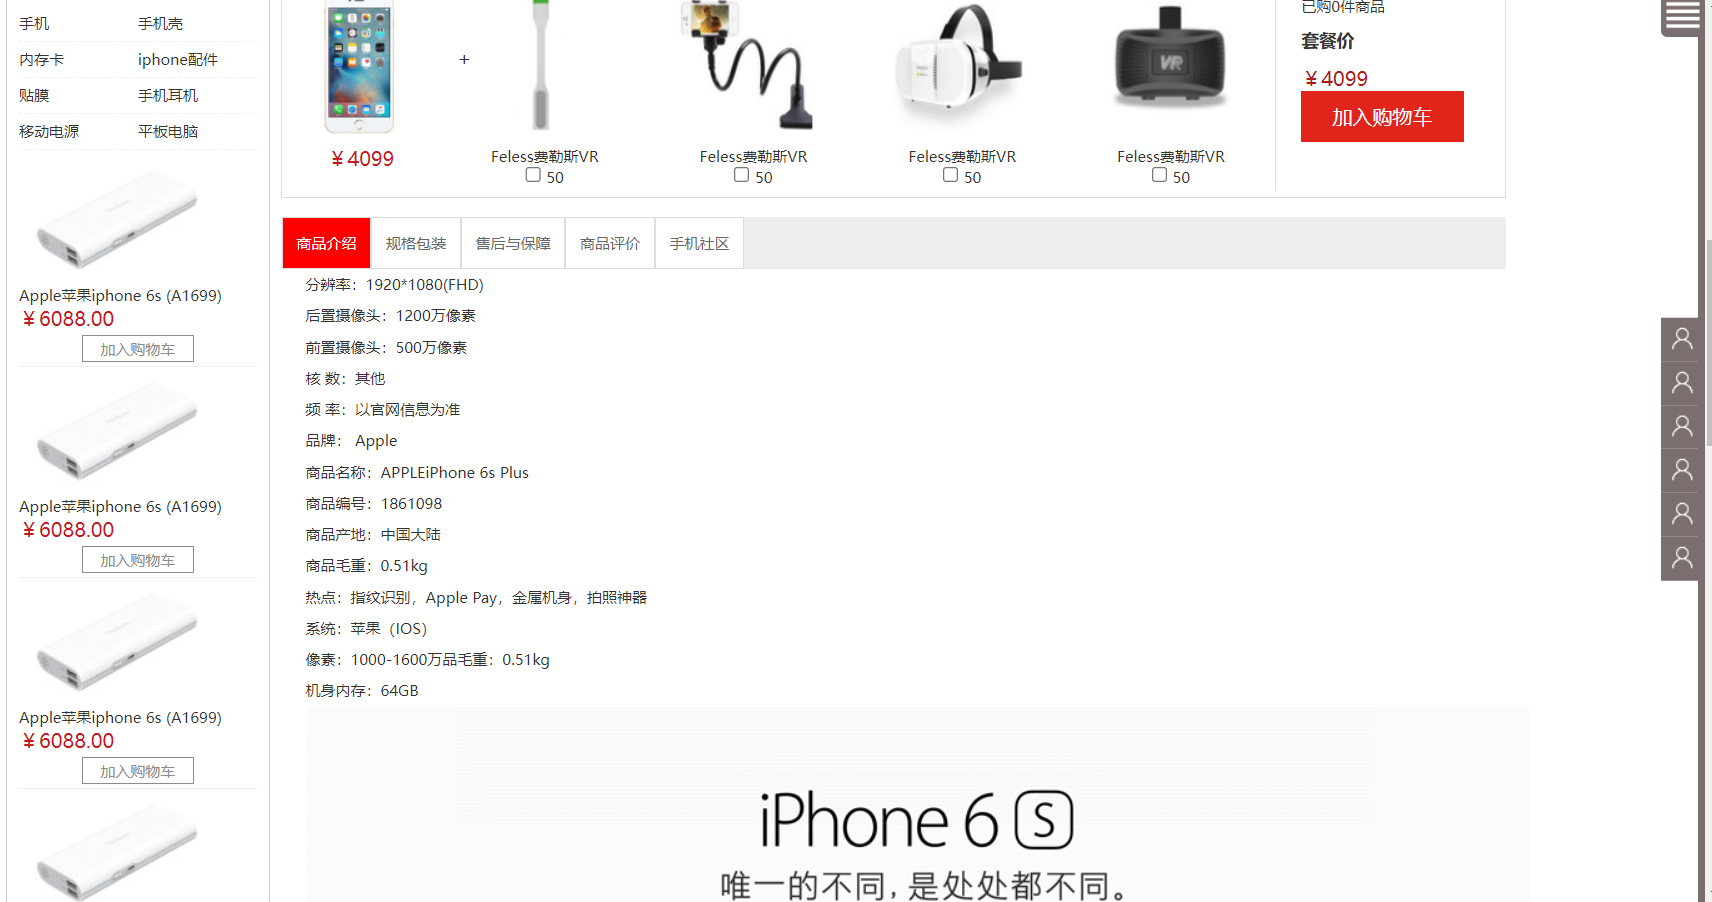 手机 手机壳
内存卡 iphone配件
贴膜 手机耳机
移动电源 平板电脑
Apple苹果iphone 6s (A1699)
￥6088.00
加入购物车
Apple苹果iphone 6s (A1699)
￥6088.00
加入购物车
Apple苹果iphone 6s (A1699)
￥6088.00
加入购物车
￥4099
+
Feless费勒斯VR
50
Feless费勒斯VR
50
VR
Feless费勒斯VR
50
Feless费勒斯VR
50
已购0件商品
套餐价
￥4099
加入购物车
商品介绍 规格包装 售后与保障 商品评价 手机社区
分辨率：1920*1080(FHD)
后置摄像头：1200万像素
前置摄像头：500万像素
核 数：其他
频 率：以官网信息为准
品牌： Apple
商品名称：APPLEiPhone 6s Plus
商品编号：1861098
商品产地：中国大陆
商品毛重：0.51kg
热点：指纹识别，Apple Pay，金属机身，拍照神器
系统：苹果（IOS）
像素：1000-1600万品毛重：0.51kg
机身内存：64GB
iPhone 6 S
唯一的不同，是处处都不同。